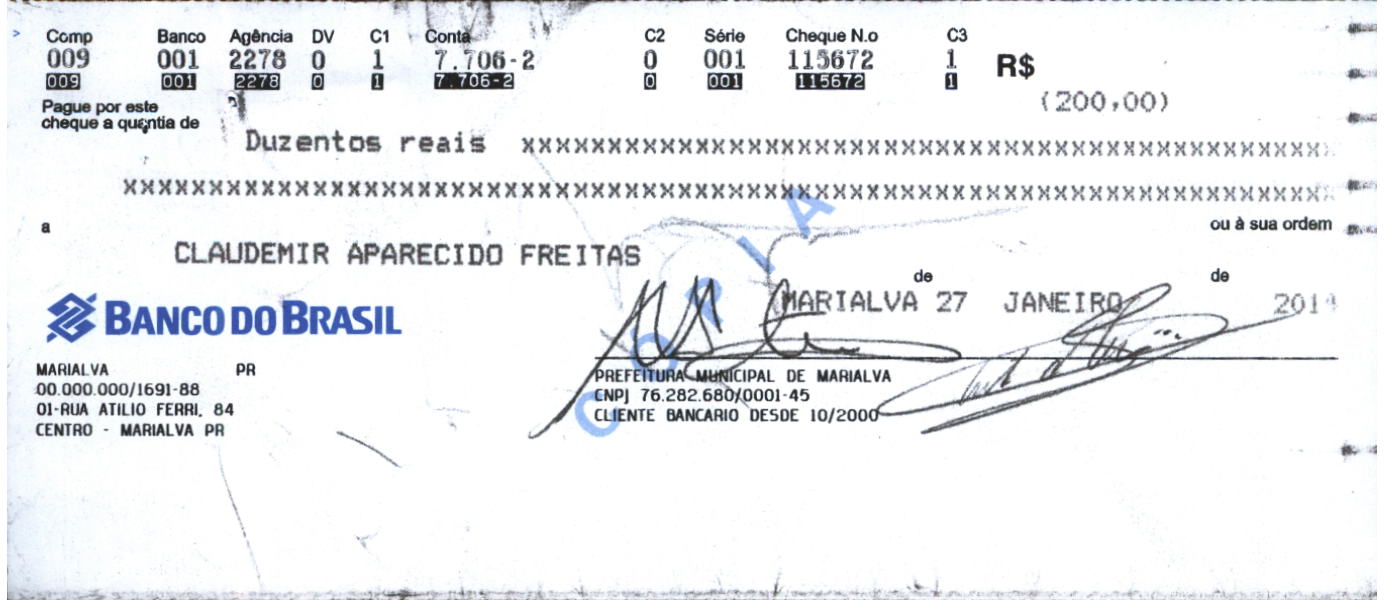 Comp Banco Agência DV C1 Conta C2 Série Cheque N.o C3
009 001 2278 0 1 7.706-2 0 001 115672 1 R$
009 001 2278 0 1 7.706-2 0 001 115672 1
(200,00)
Pague por este
cheque a quantia de
Duzentos reais xxxxxxxxxxxxxxxxxxxxxxxxxxxxxxxxxxxxxxxxxxxxxxx
xxxxxxxxxxxxxxxxxxxxxxxxxxxxxxxxxxxxxxxxxxxxxxxxxxxxxxxxxxxxxxxxxxxxxx
a ou à sua ordem
CLAUDEMIR APARECIDO FREITAS
de de
MARIALVA 27 JANEIRO
BANCO DO BRASIL
MARIALVA PR
00.000.000/1691-88
01-RUA ATILIO FERRI, 84
CENTRO - MARIALVA PR
PREFEITURA MUNICIPAL DE MARIALVA
CNPJ 76.282.680/0001-45
CLIENTE BANCARIO DESDE 10/2000
COPIA